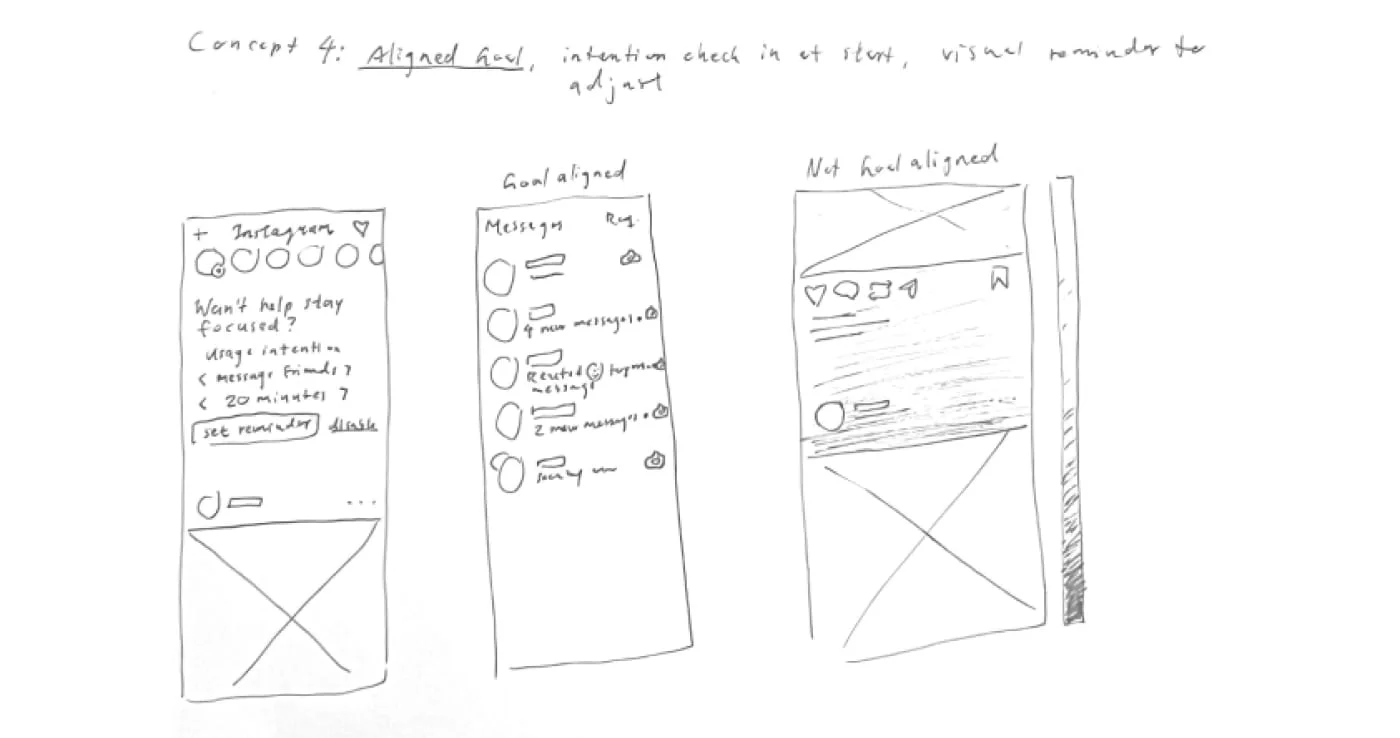 Concept 4: Aligned Goal, intention check in at start, visual reminder to
adjust
Goal aligned
Not Goal aligned
+ Instagram
Want help stay
focused?
usage intention
< message friends ?
< 20 minutes ?
set reminder disable
...
Messages Req.
4 new messages.
Reacted to your
message
2 new messages.